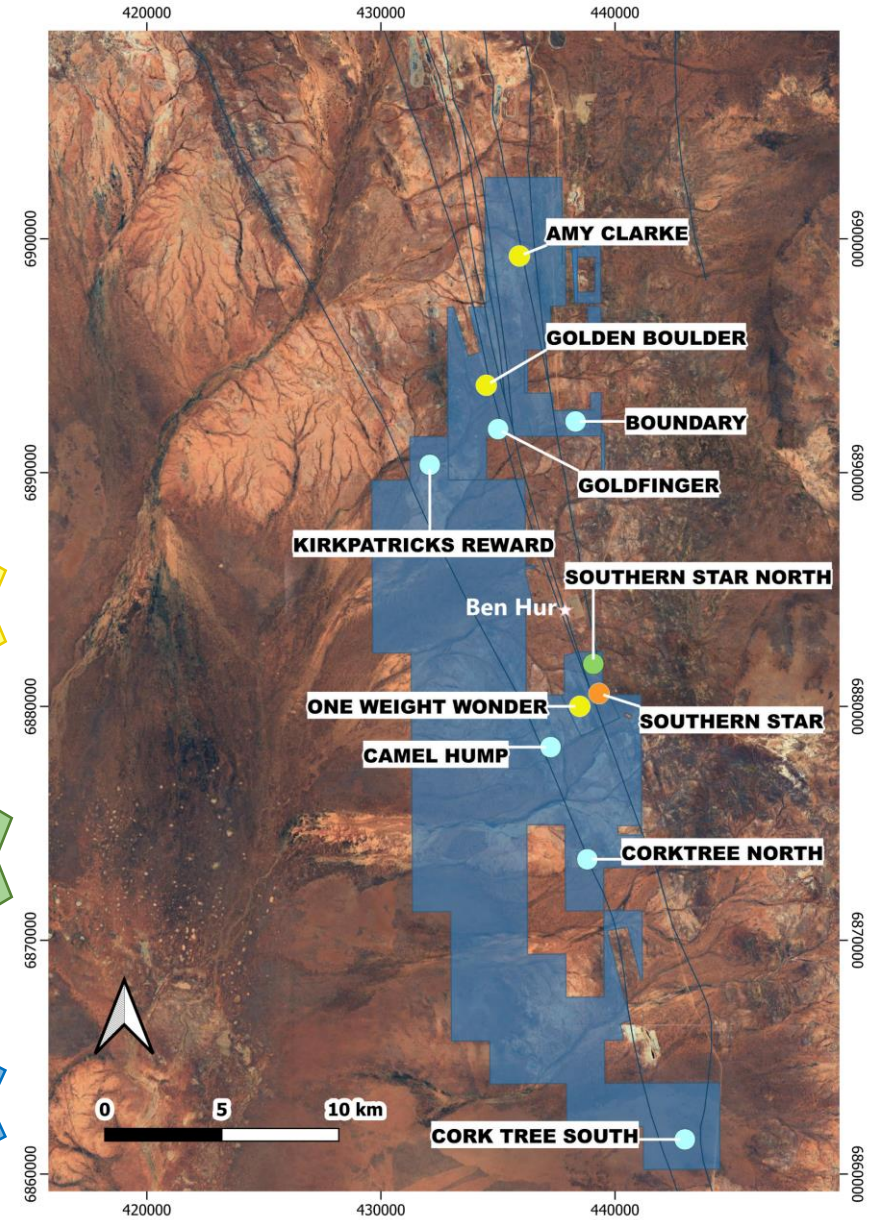 420000
430000
440000
6900000
6900000
AMY CLARKE
GOLDEN BOULDER
BOUNDARY
6890000
6890000
GOLDFINGER
KIRKPATRICKS REWARD
SOUTHERN STAR NORTH
Ben Hur
6880000
6880000
ONE WEIGHT WONDER
SOUTHERN STAR
CAMEL HUMP
CORKTREE NORTH
6870000
6870000
0 5 10 km
CORK TREE SOUTH
6860000
6860000
420000
430000
440000